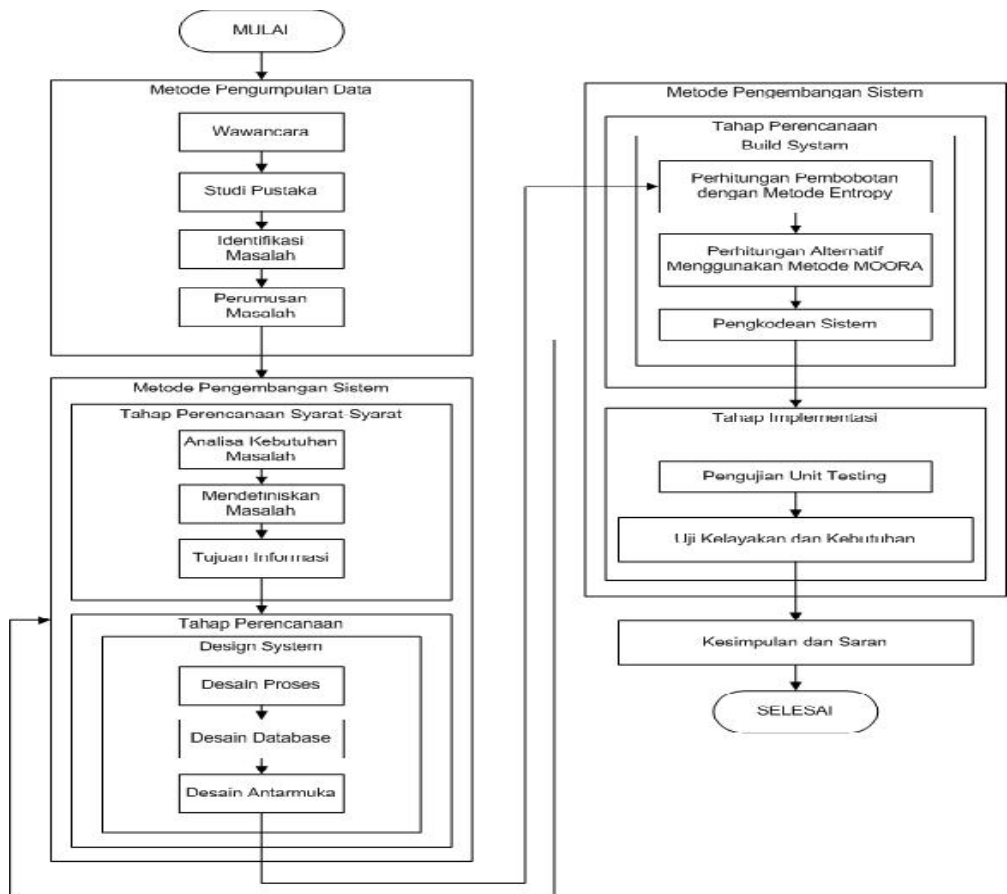 MULAI
Metode Pengumpulan Data
Wawancara
Studi Pustaka
Identifikasi
Masalah
Perumusan
Masalah
Metode Pengembangan Sistem
Tahap Perencanaan Syarat-Syarat
Analisa Kebutuhan
Masalah
Mendefiniskan
Masalah
Tujuan Informasi
Tahap Perencanaan
Design System
Desain Proses
Desain Database
Desain Antarmuka
Metode Pengembangan Sistem
Tahap Perencanaan
Build Systam
Perhitungan Pembobotan
dengan Metode Entropy
Perhitungan Alternatif
Menggunakan Metode MOORA
Pengkodean Sistem
Tahap Implementasi
Pengujian Unit Testing
Uji Kelayakan dan Kebutuhan
Kesimpulan dan Saran
SELESAI